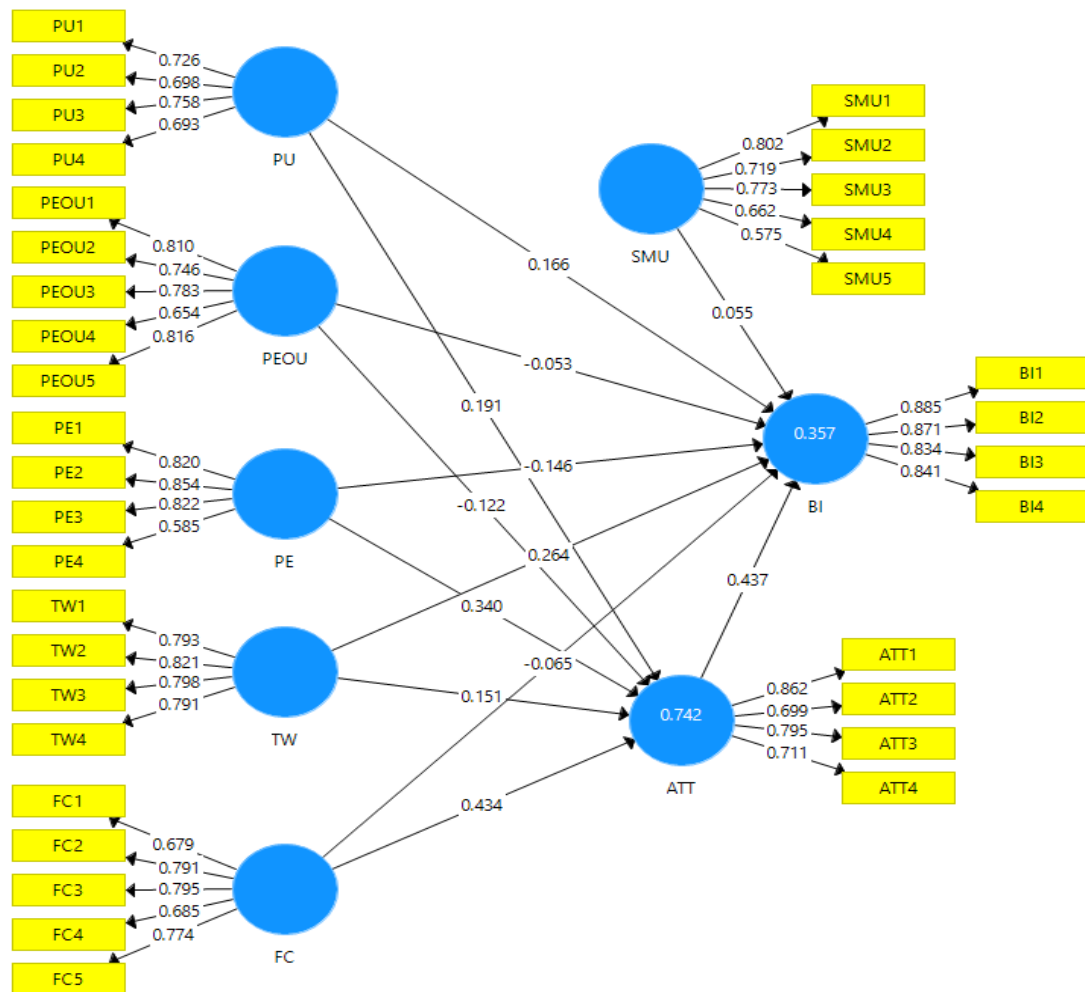 PU1
PU2
PU3
PU4
0.726
0.698
0.758
0.693
PU
PEOU1
PEOU2
PEOU3
PEOU4
PEOU5
0.810
0.746
0.783
0.654
0.816
PEOU
PE1
PE2
PE3
PE4
0.820
0.854
0.822
0.585
PE
TW1
TW2
TW3
TW4
0.793
0.821
0.798
0.791
TW
FC1
FC2
FC3
FC4
FC5
0.679
0.791
0.795
0.685
0.774
FC
0.166
0.191
-0.053
-0.122
-0.146
0.340
0.264
0.151
-0.065
0.434
SMU
0.802
0.719
0.773
0.662
0.575
SMU1
SMU2
SMU3
SMU4
SMU5
0.055
0.357
BI
0.885
0.871
0.834
0.841
BI1
BI2
BI3
BI4
0.437
0.742
ATT
0.862
0.699
0.795
0.711
ATT1
ATT2
ATT3
ATT4